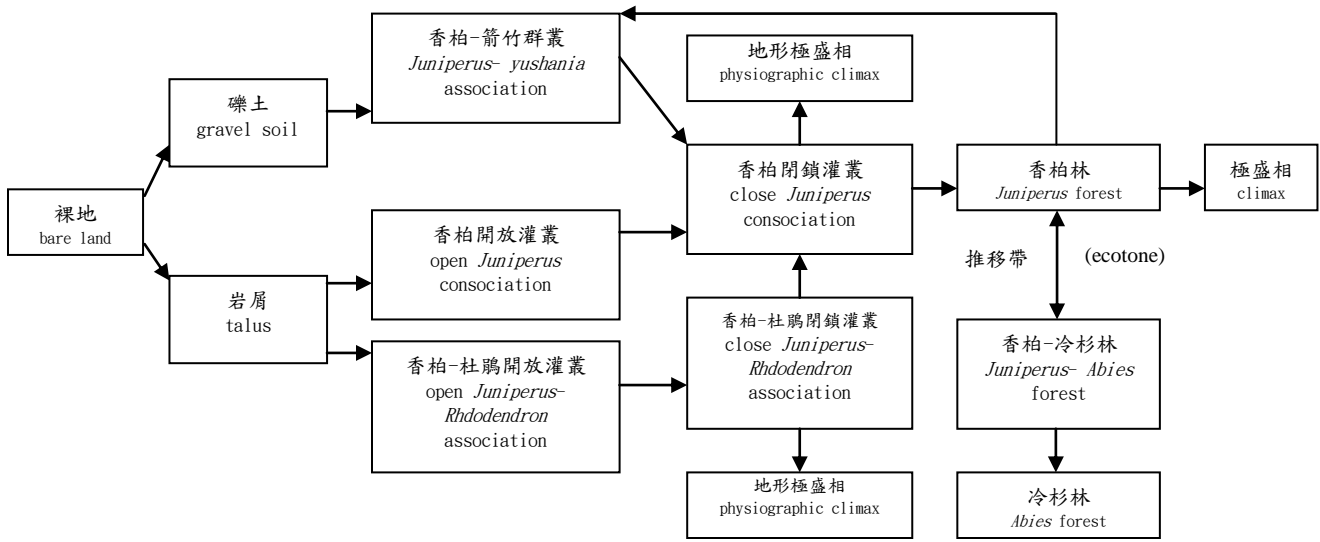 裸地
bare land
礫土
gravel soil
岩屑
talus
香柏-箭竹群叢
Juniperus- yushania
association
香柏開放灌叢
open Juniperus
consociation
香柏-杜鵑開放灌叢
open Juniperus-
Rhdodendron
association
地形極盛相
physiographic climax
香柏閉鎖灌叢
close Juniperus
consociation
香柏-杜鵑閉鎖灌叢
close Juniperus-
Rhdodendron
association
地形極盛相
physiographic climax
香柏林
Juniperus forest
推移帶 (ecotone)
香柏-冷杉林
Juniperus- Abies
forest
冷杉林
Abies forest
極盛相
climax